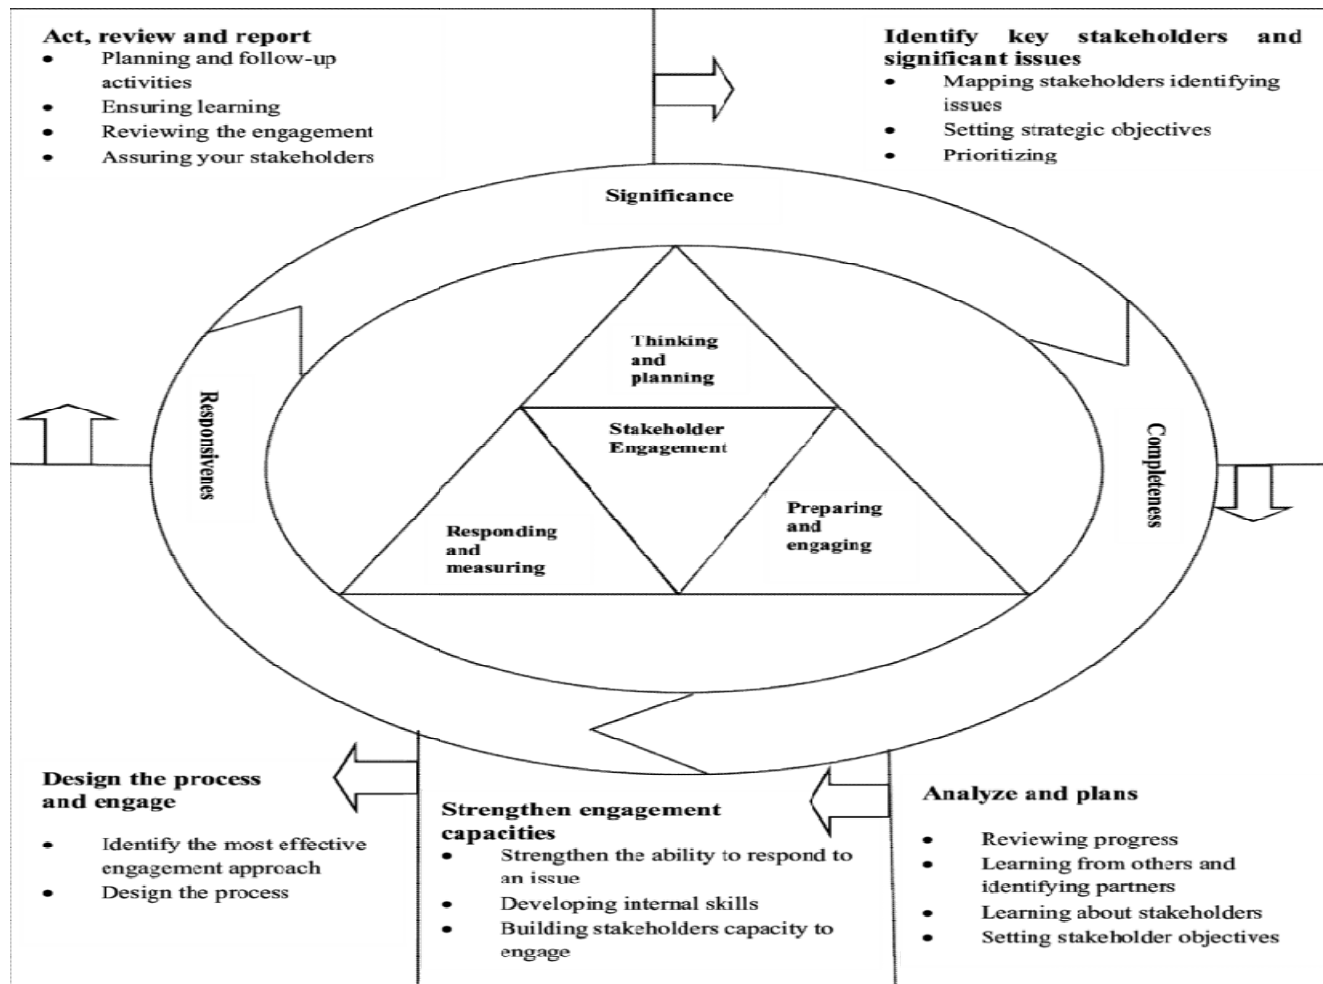 Act, review and report
• Planning and follow-up
activities
• Ensuring learning
• Reviewing the engagement
• Assuring your stakeholders
Identify key stakeholders and
significant issues
• Mapping stakeholders identifying
issues
• Setting strategic objectives
• Prioritizing
Significance
Thinking
and
planning
Stakeholder
Engagement
Responsivenes
Completeness
Responding
and
measuring
Preparing
and
engaging
Design the process
and engage
• Identify the most effective
engagement approach
• Design the process
Strengthen engagement
capacities
• Strengthen the ability to respond to
an issue
• Developing internal skills
• Building stakeholders capacity to
engage
Analyze and plans
• Reviewing progress
• Learning from others and
identifying partners
• Learning about stakeholders
• Setting stakeholder objectives